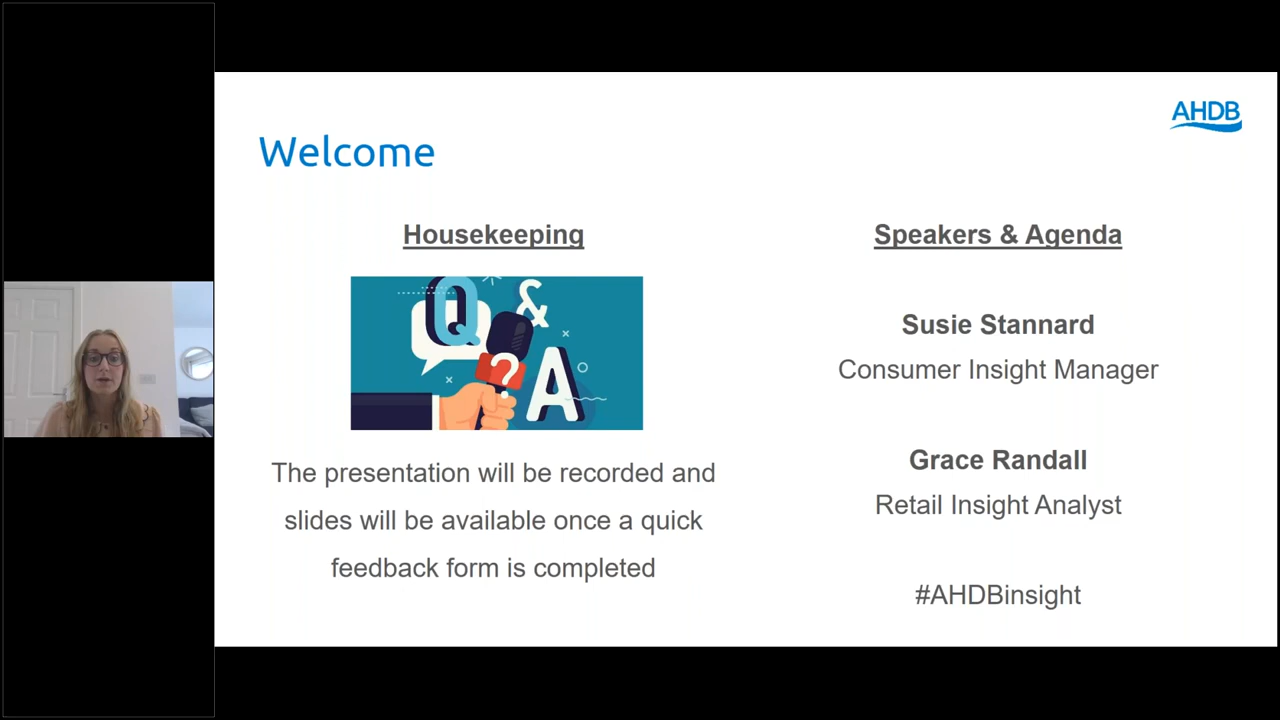 AHDB
Welcome
Housekeeping
Q & A
?
The presentation will be recorded and
slides will be available once a quick
feedback form is completed
Speakers & Agenda
Susie Stannard
Consumer Insight Manager
Grace Randall
Retail Insight Analyst
#AHDBinsight